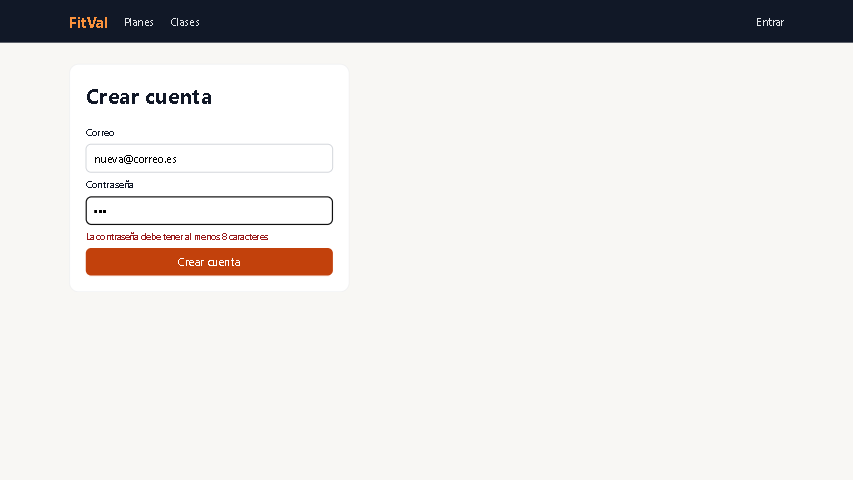 FitVal Planes Clases Entrar
Crear cuenta
Correo
nueva@correo.es
Contraseña
•••
La contraseña debe tener al menos 8 caracteres
Crear cuenta